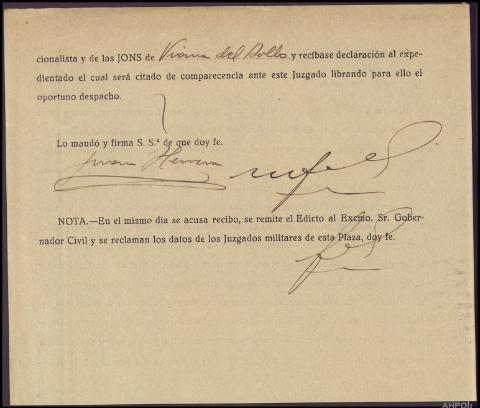 cionalista y de las JONS de Viana del Bollo y recíbase declaración al expe-
dientado el cual será citado de comparecencia ante este Juzgado librando para ello el
oportuno despacho.
Lo mandó y firma S. S.ª de que doy fe.
Juan Herrera
NOTA.—En el mismo día se acusa recibo, se remite el Edicto al Excmo. Sr. Gober-
nador Civil y se reclaman los datos de los Juzgados militares de esta Plaza, doy fe.
AHPOu